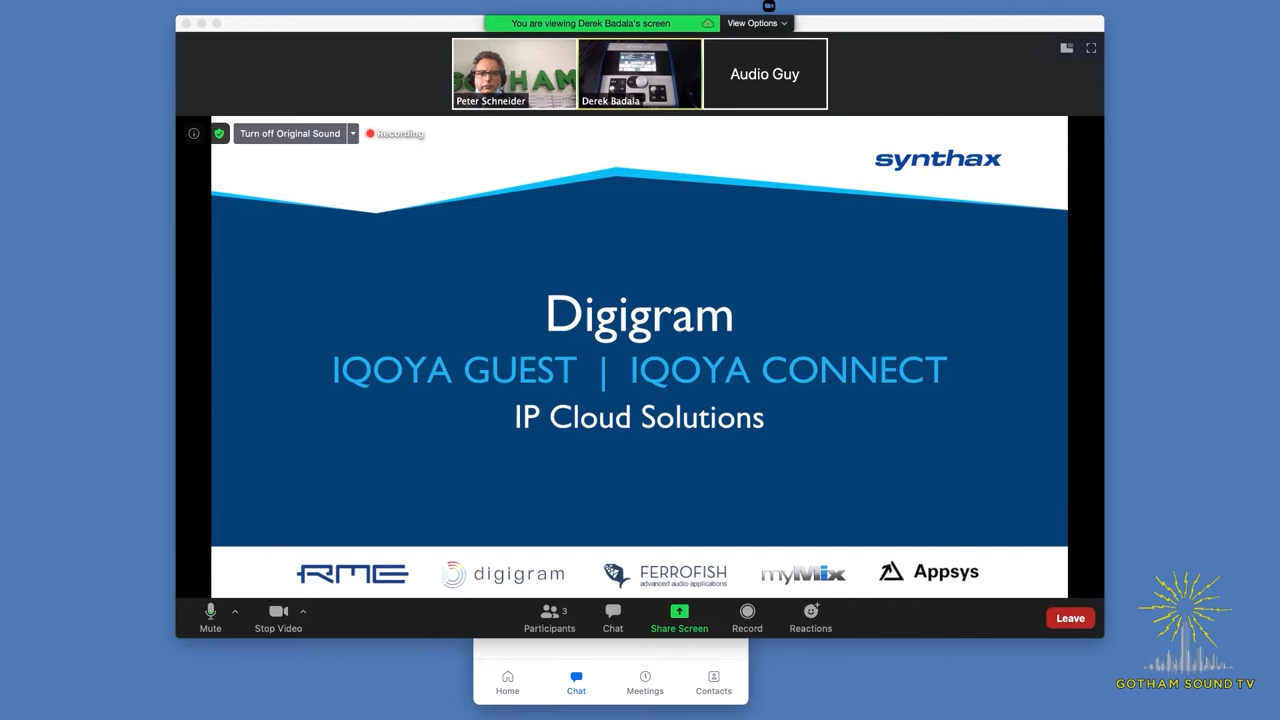 You are viewing Derek Badala's screen
View Options
Peter Schneider
Derek Badala
Audio Guy
Turn off Original Sound
Recording
synthax
Digigram
IQOYA GUEST | IQOYA CONNECT
IP Cloud Solutions
RME
digigram
FERROFISH
advanced audio applications
myMix
Appsys
Mute
Stop Video
Participants
3
Chat
Share Screen
Record
Reactions
Leave
Home
Chat
Meetings
Contacts
GOTHAM SOUND TV